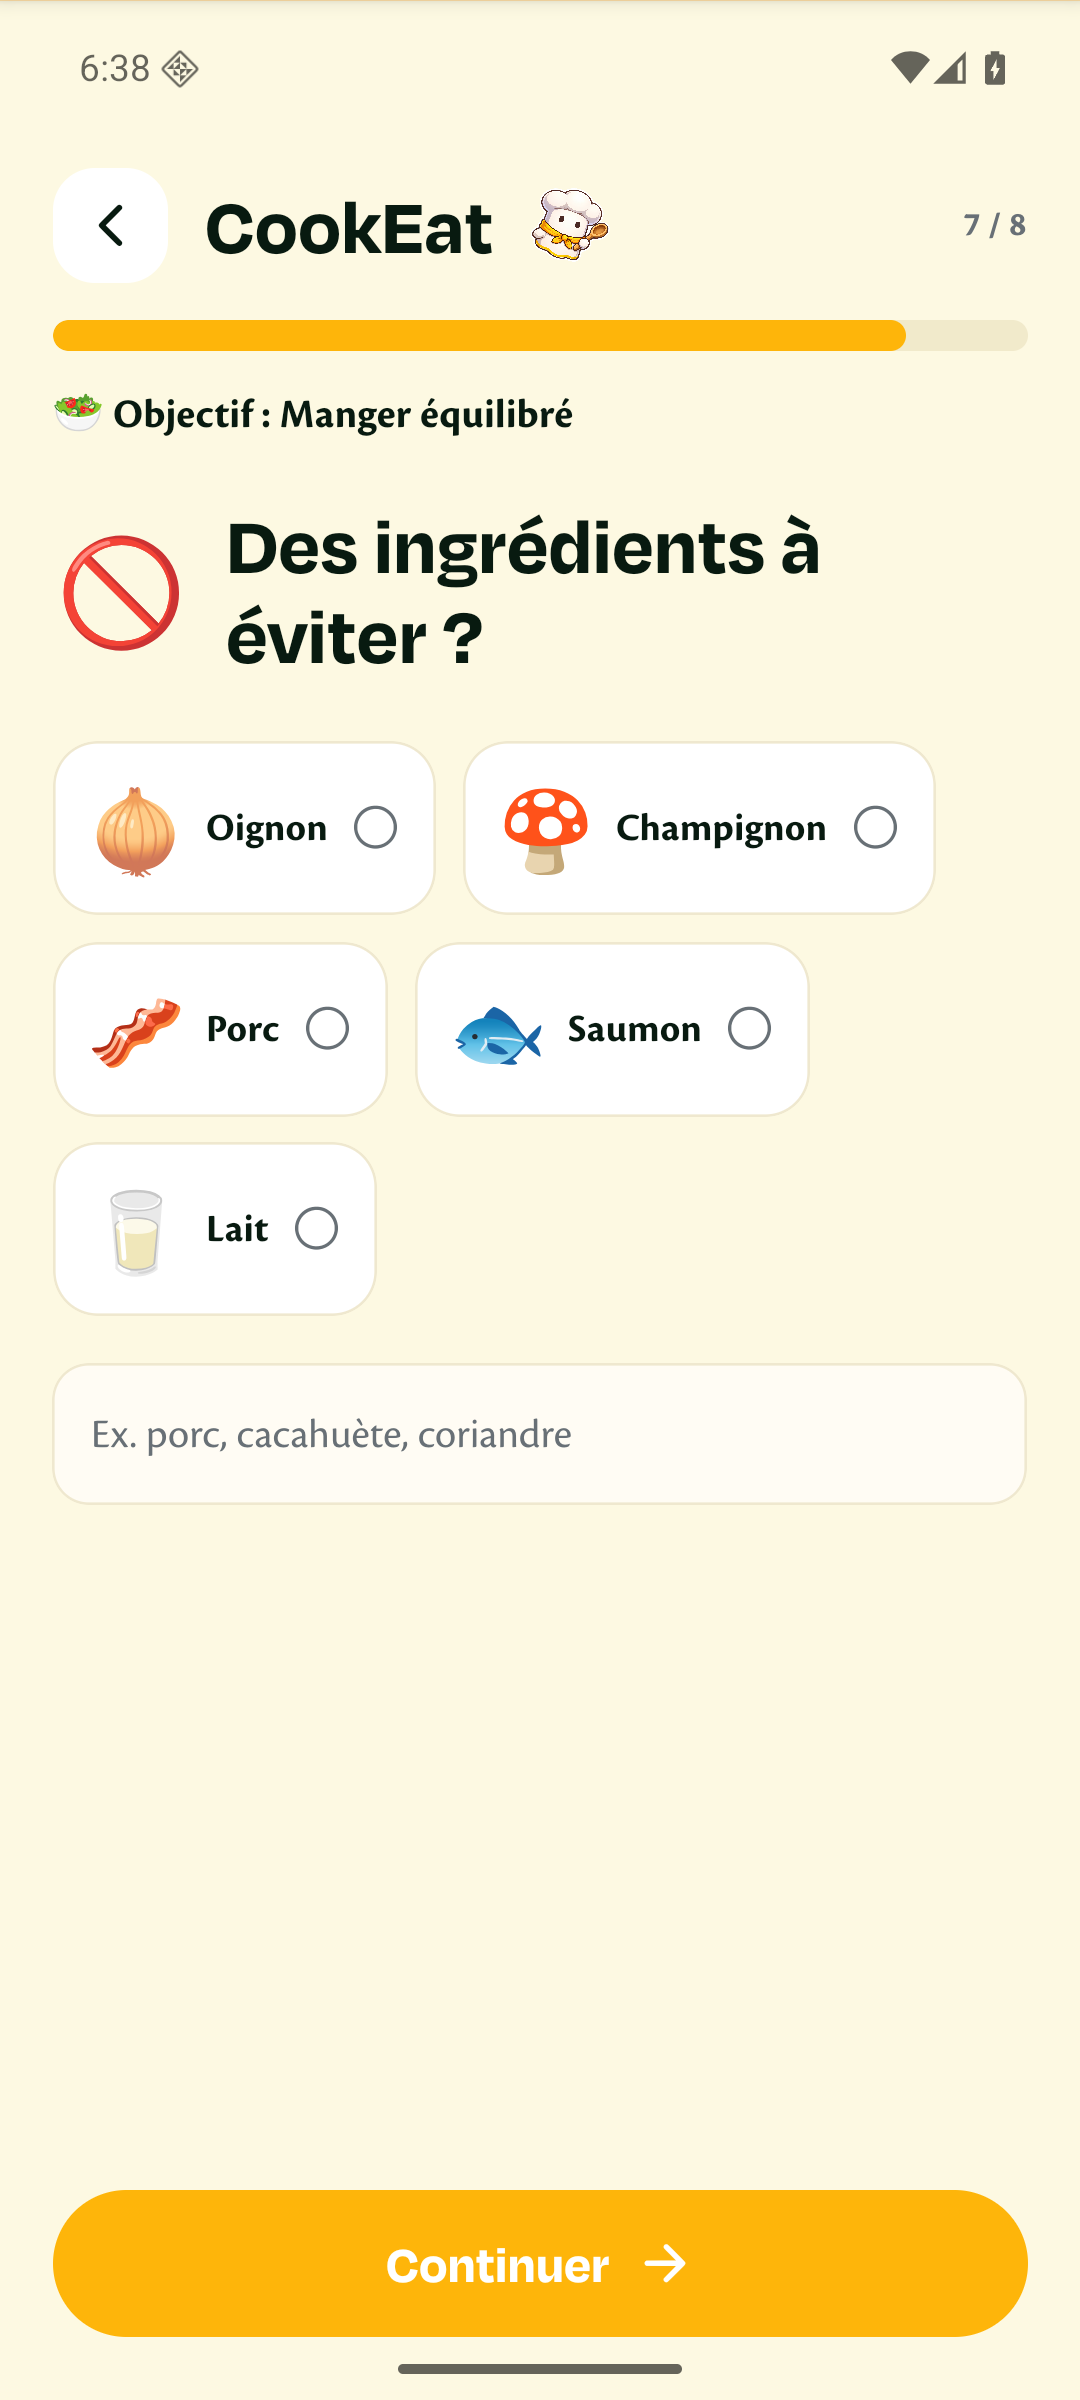 6:38
CookEat
7 / 8
Objectif : Manger équilibré
Des ingrédients à
éviter ?
Oignon
Champignon
Porc
Saumon
Lait
Ex. porc, cacahuète, coriandre
Continuer